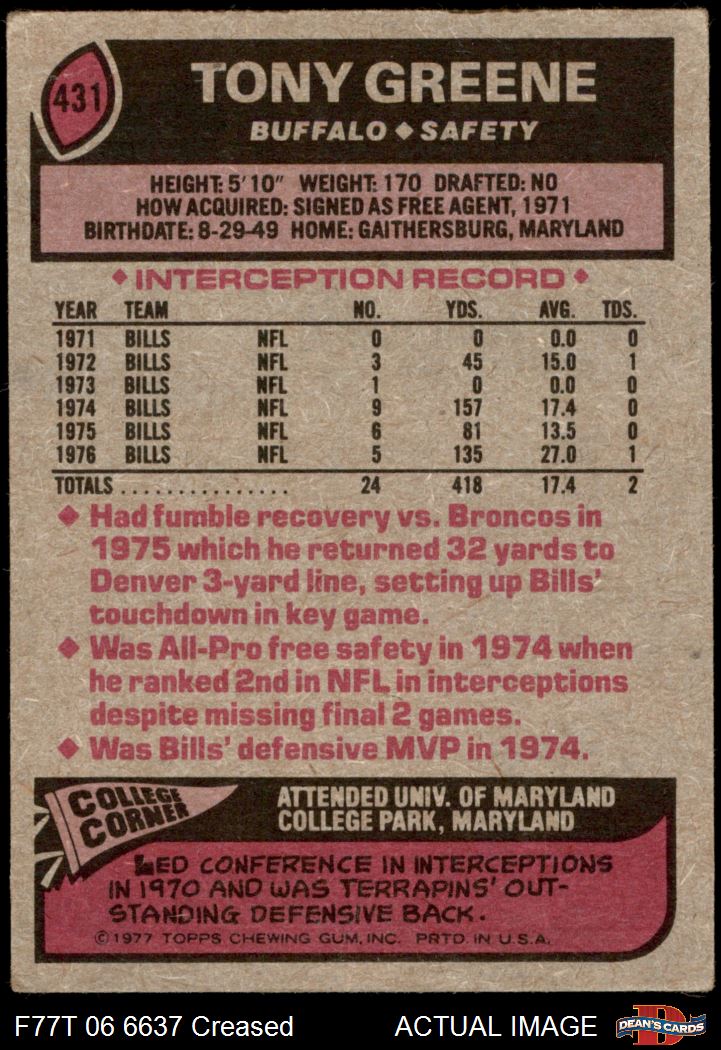 431
TONY GREENE
BUFFALO ◆ SAFETY
HEIGHT: 5'10" WEIGHT: 170 DRAFTED: NO
HOW ACQUIRED: SIGNED AS FREE AGENT, 1971
BIRTHDATE: 8-29-49 HOME: GAITHERSBURG, MARYLAND
◆ INTERCEPTION RECORD ◆
YEAR TEAM NO. YDS. AVG. TDS.
1971 BILLS NFL 0 0 0.0 0
1972 BILLS NFL 3 45 15.0 1
1973 BILLS NFL 1 0 0.0 0
1974 BILLS NFL 9 157 17.4 0
1975 BILLS NFL 6 81 13.5 0
1976 BILLS NFL 5 135 27.0 1
TOTALS ................ 24 418 17.4 2
◆ Had fumble recovery vs. Broncos in
1975 which he returned 32 yards to
Denver 3-yard line, setting up Bills'
touchdown in key game.
◆ Was All-Pro free safety in 1974 when
he ranked 2nd in NFL in interceptions
despite missing final 2 games.
◆ Was Bills' defensive MVP in 1974.
COLLEGE
CORNER
ATTENDED UNIV. OF MARYLAND
COLLEGE PARK, MARYLAND
LED CONFERENCE IN INTERCEPTIONS
IN 1970 AND WAS TERRAPINS' OUT-
STANDING DEFENSIVE BACK.
©1977 TOPPS CHEWING GUM, INC. PRTD. IN U.S.A.
F77T 06 6637 Creased ACTUAL IMAGE
D
DEAN'S CARDS